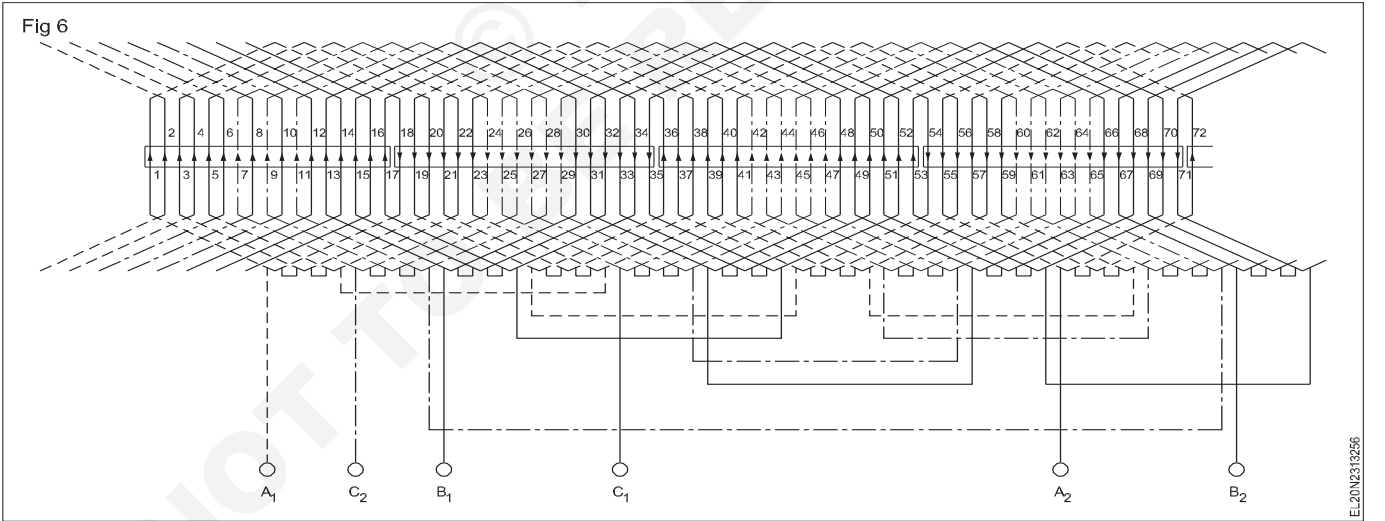 Fig 6
2 4 6 8 10 12 14 16 18 20 22 24 26 28 30 32 34 36 38 40 42 44 46 48 50 52 54 56 58 60 62 64 66 68 70 72
1 3 5 7 9 11 13 15 17 19 21 23 25 27 29 31 33 35 37 39 41 43 45 47 49 51 53 55 57 59 61 63 65 67 69 71
A1 C2 B1 C1 A2 B2
EL20N2313256
©
NOT TO BE RE